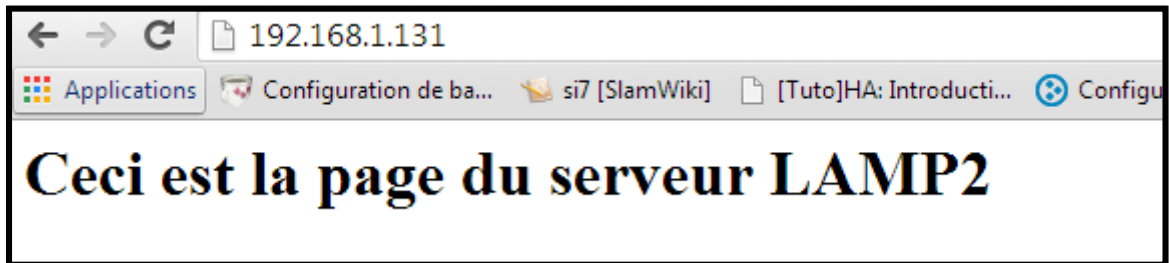 192.168.1.131
Applications Configuration de ba... si7 [SlamWiki] [Tuto]HA: Introducti... Configu
Ceci est la page du serveur LAMP2